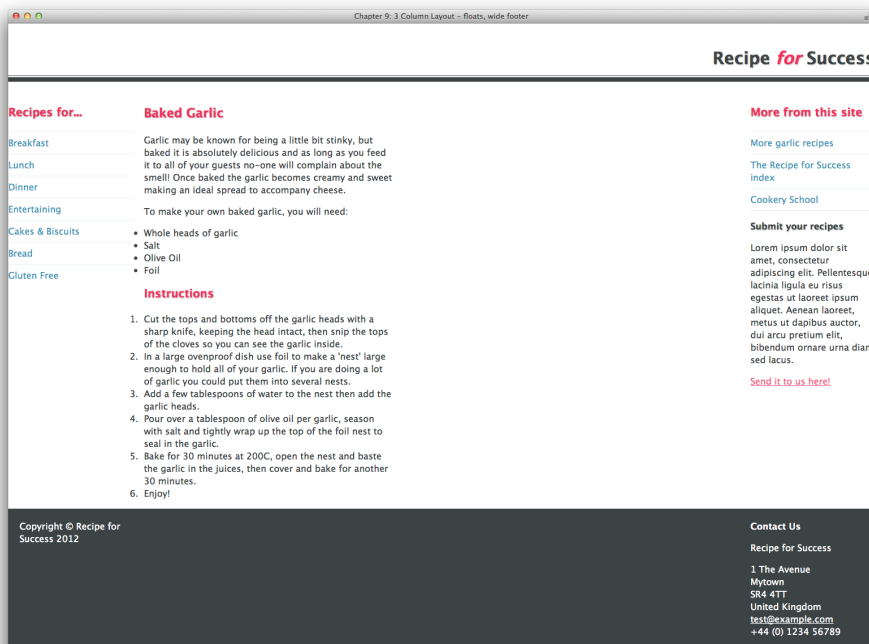 Chapter 9: 3 Column Layout – floats, wide footer
Recipe for Success
Recipes for...
Breakfast
Lunch
Dinner
Entertaining
Cakes & Biscuits
Bread
Gluten Free
Baked Garlic
Garlic may be known for being a little bit stinky, but
baked it is absolutely delicious and as long as you feed
it to all of your guests no-one will complain about the
smell! Once baked the garlic becomes creamy and sweet
making an ideal spread to accompany cheese.
To make your own baked garlic, you will need:
• Whole heads of garlic
• Salt
• Olive Oil
• Foil
Instructions
1. Cut the tops and bottoms off the garlic heads with a
sharp knife, keeping the head intact, then snip the tops
of the cloves so you can see the garlic inside.
2. In a large ovenproof dish use foil to make a 'nest' large
enough to hold all of your garlic. If you are doing a lot
of garlic you could put them into several nests.
3. Add a few tablespoons of water to the nest then add the
garlic heads.
4. Pour over a tablespoon of olive oil per garlic, season
with salt and tightly wrap up the top of the foil nest to
seal in the garlic.
5. Bake for 30 minutes at 200C, open the nest and baste
the garlic in the juices, then cover and bake for another
30 minutes.
6. Enjoy!
More from this site
More garlic recipes
The Recipe for Success
index
Cookery School
Submit your recipes
Lorem ipsum dolor sit
amet, consectetur
adipiscing elit. Pellentesque
lacinia ligula eu risus
egestas ut laoreet ipsum
aliquet. Aenean laoreet,
metus ut dapibus auctor,
dui arcu pretium elit,
bibendum ornare urna diam
sed lacus.
Send it to us here!
Copyright © Recipe for
Success 2012
Contact Us
Recipe for Success
1 The Avenue
Mytown
SR4 4TT
United Kingdom
test@example.com
+44 (0) 1234 56789